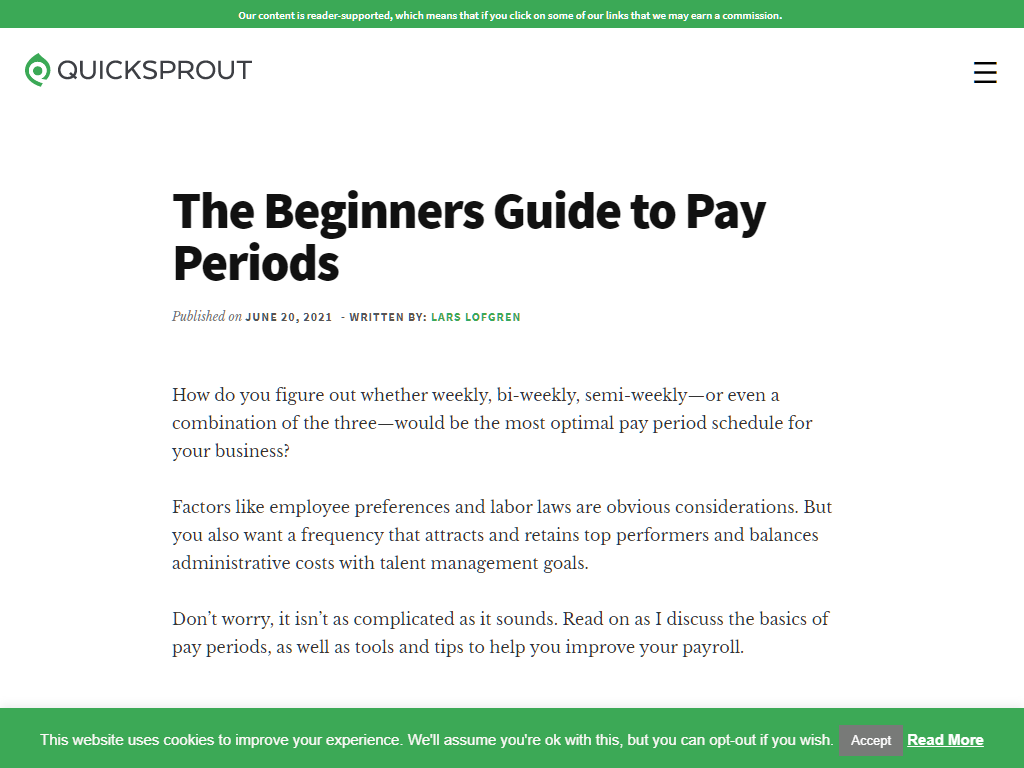 Our content is reader-supported, which means that if you click on some of our links that we may earn a commission.
QUICKSPROUT
The Beginners Guide to Pay
Periods
Published on JUNE 20, 2021 - WRITTEN BY: LARS LOFGREN
How do you figure out whether weekly, bi-weekly, semi-weekly—or even a
combination of the three—would be the most optimal pay period schedule for
your business?
Factors like employee preferences and labor laws are obvious considerations. But
you also want a frequency that attracts and retains top performers and balances
administrative costs with talent management goals.
Don’t worry, it isn’t as complicated as it sounds. Read on as I discuss the basics of
pay periods, as well as tools and tips to help you improve your payroll.
This website uses cookies to improve your experience. We'll assume you're ok with this, but you can opt-out if you wish. Accept Read More